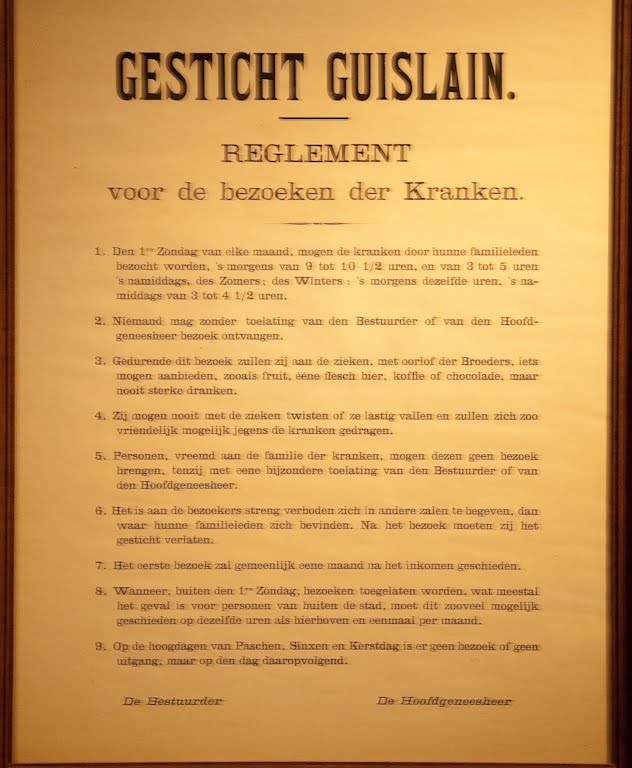 GESTICHT GUISLAIN.
REGLEMENT
voor de bezoeken der Kranken.
1. Den 1en Zondag van elke maand, mogen de kranken door hunne familieleden
bezocht worden, 's morgens van 9 tot 10 1/2 uren, en van 3 tot 5 uren
's namiddags, des Zomers; des Winters: 's morgens dezelfde uren, 's na-
middags van 3 tot 4 1/2 uren.
2. Niemand mag zonder toelating van den Bestuurder of van den Hoofd-
geneesheer bezoek ontvangen.
3. Gedurende dit bezoek zullen zij aan de zieken, met oorlof der Broeders, iets
mogen aanbieden, zooals fruit, eene flesch bier, koffie of chocolade, maar
nooit sterke dranken.
4. Zij mogen nooit met de zieken twisten of ze lastig vallen en zullen zich zoo
vriendelijk mogelijk jegens de kranken gedragen.
5. Personen, vreemd aan de familie der kranken, mogen dezen geen bezoek
brengen, tenzij met eene bijzondere toelating van den Bestuurder of van
den Hoofdgeneesheer.
6. Het is aan de bezoekers streng verboden zich in andere zalen te begeven, dan
waar hunne familieleden zich bevinden. Na het bezoek moeten zij het
gesticht verlaten.
7. Het eerste bezoek zal gemeenlijk eene maand na het inkomen geschieden.
8. Wanneer, buiten den 1en Zondag, bezoeken toegelaten worden, wat meestal
het geval is voor personen van buiten de stad, moet dit zooveel mogelijk
geschieden op dezelfde uren als hierboven en eenmaal per maand.
9. Op de hoogdagen van Paschen, Sinxen en Kerstdag is er geen bezoek of geen
uitgang, maar op den dag daaropvolgend.
De Bestuurder
De Hoofdgeneesheer